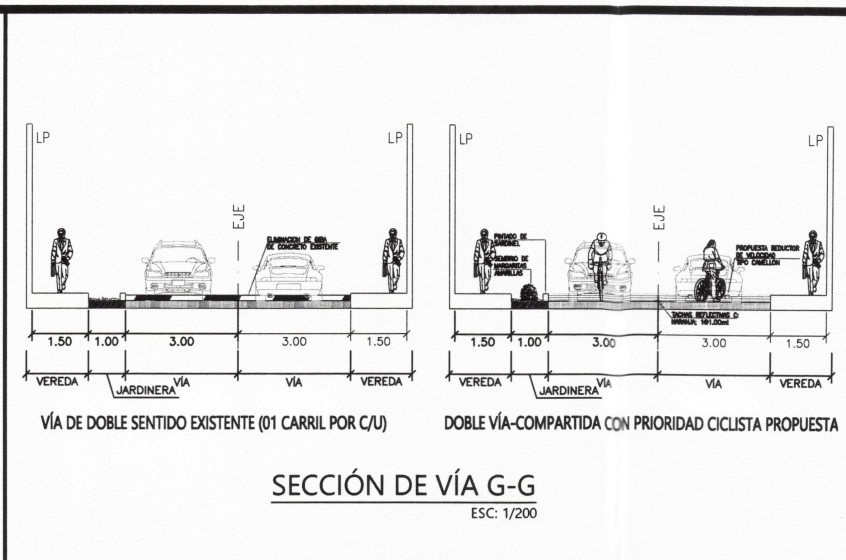 LP
LP
EJE
ELIMINACION DE GIBA
DE CONCRETO EXISTENTE
1.50
1.00
3.00
3.00
1.50
VEREDA
JARDINERA
VÍA
VÍA
VEREDA
VÍA DE DOBLE SENTIDO EXISTENTE (01 CARRIL POR C/U)
LP
LP
EJE
PINTADO DE
SARDINEL
SEMBRIO DE
MARGARITAS
AMARILLAS
PROPUESTA REDUCTOR
DE VELOCIDAD
TIPO CAMELLON
TACHAS REFLECTIVAS C:
NARANJA; 1@1.00ml
1.50
1.00
3.00
3.00
1.50
VEREDA
JARDINERA
VÍA
VÍA
VEREDA
DOBLE VÍA-COMPARTIDA CON PRIORIDAD CICLISTA PROPUESTA
SECCIÓN DE VÍA G-G
ESC: 1/200